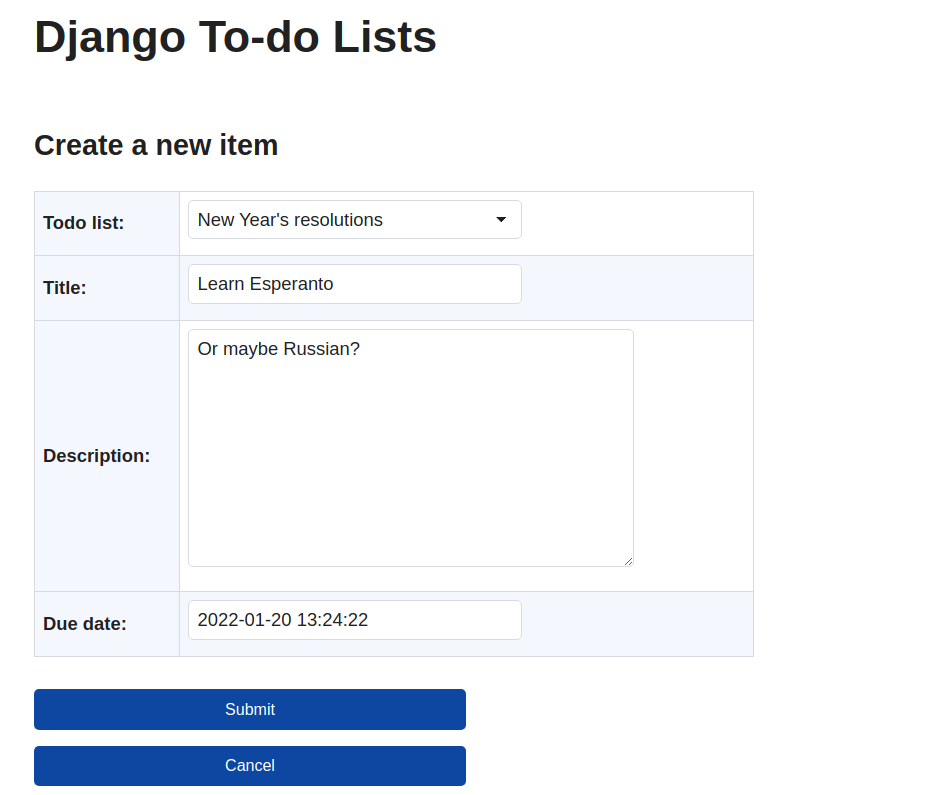 Django To-do Lists
Create a new item
Todo list: New Year's resolutions
Title: Learn Esperanto
Description: Or maybe Russian?
Due date: 2022-01-20 13:24:22
Submit
Cancel